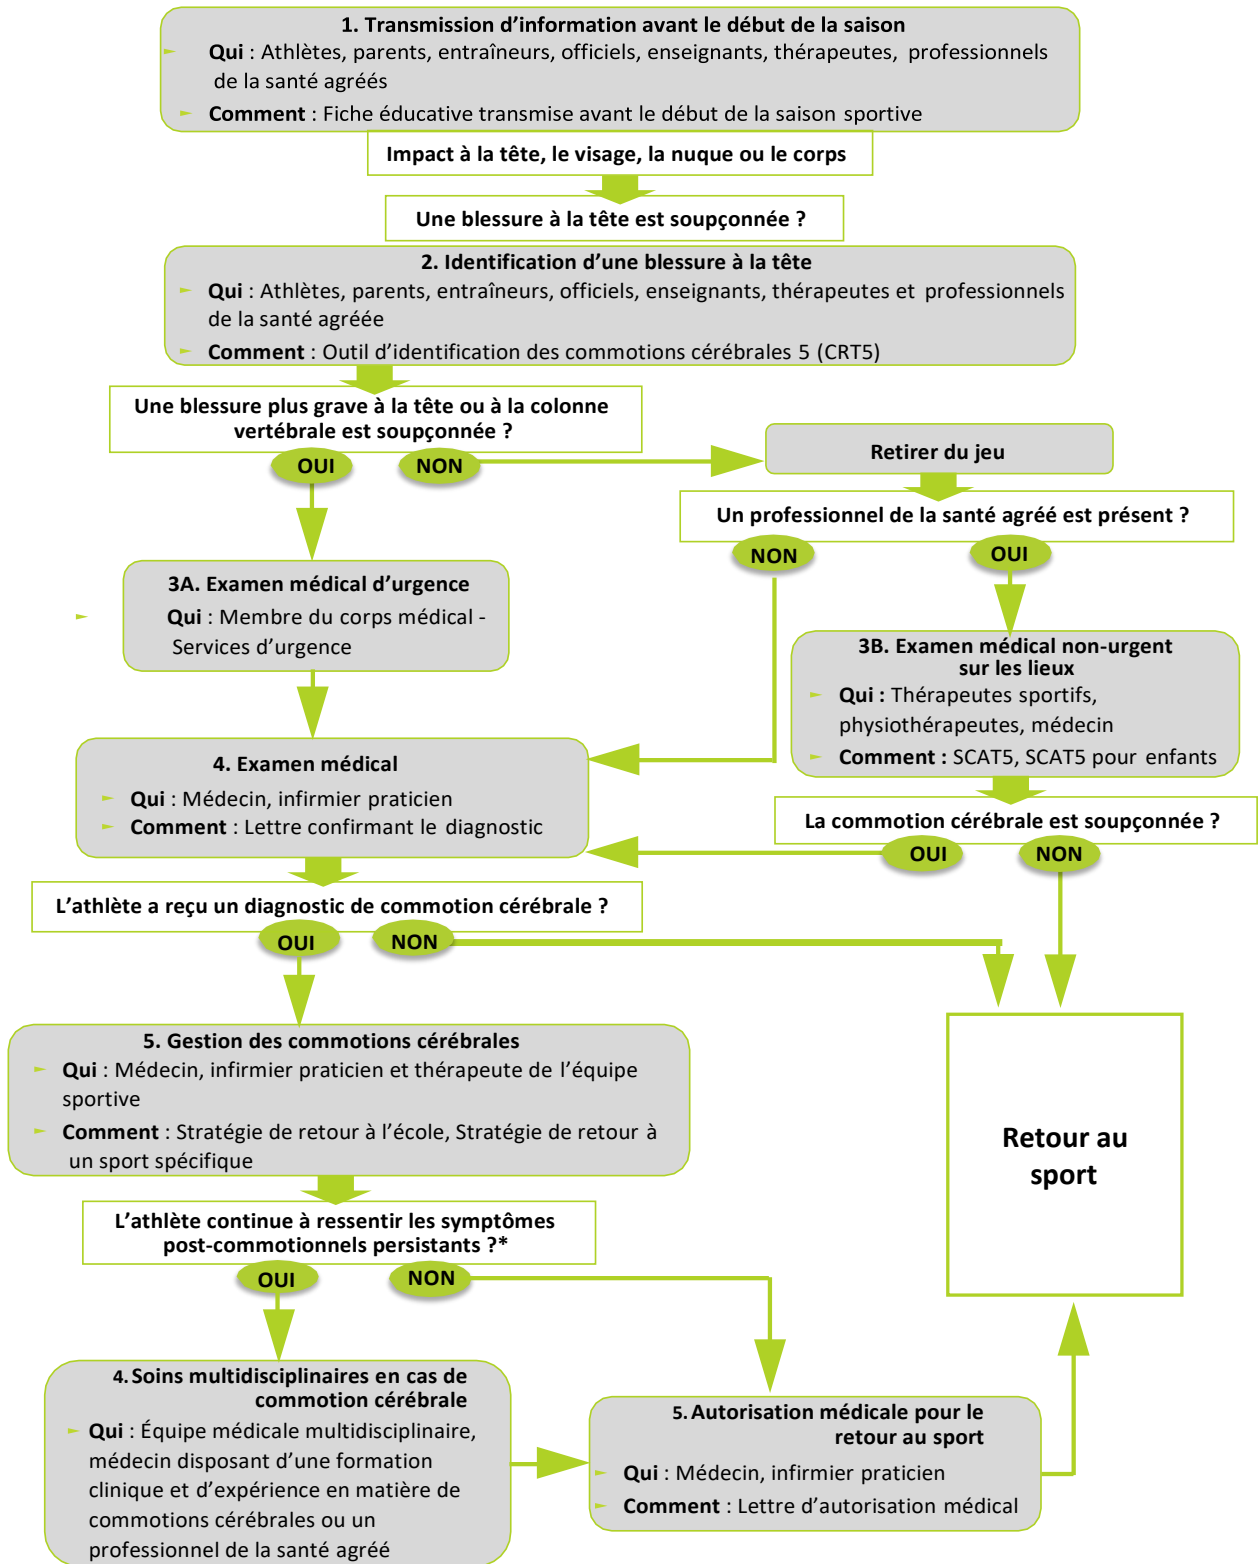 1. Transmission d'information avant le début de la saison
Qui : Athlètes, parents, entraîneurs, officiels, enseignants, thérapeutes, professionnels
de la santé agréés
Comment : Fiche éducative transmise avant le début de la saison sportive
Impact à la tête, le visage, la nuque ou le corps
Une blessure à la tête est soupçonnée ?
2. Identification d'une blessure à la tête
Qui : Athlètes, parents, entraîneurs, officiels, enseignants, thérapeutes et professionnels
de la santé agréée
Comment : Outil d'identification des commotions cérébrales 5 (CRT5)
Une blessure plus grave à la tête ou à la colonne
vertébrale est soupçonnée ?
OUI
NON
Retirer du jeu
Un professionnel de la santé agréé est présent ?
NON
OUI
3A. Examen médical d'urgence
Qui : Membre du corps médical -
Services d'urgence
3B. Examen médical non-urgent
sur les lieux
Qui : Thérapeutes sportifs,
physiothérapeutes, médecin
Comment : SCAT5, SCAT5 pour enfants
4. Examen médical
Qui : Médecin, infirmier praticien
Comment : Lettre confirmant le diagnostic
La commotion cérébrale est soupçonnée ?
OUI
NON
L'athlète a reçu un diagnostic de commotion cérébrale ?
OUI
NON
5. Gestion des commotions cérébrales
Qui : Médecin, infirmier praticien et thérapeute de l'équipe
sportive
Comment : Stratégie de retour à l'école, Stratégie de retour à
un sport spécifique
Retour au
sport
L'athlète continue à ressentir les symptômes
post-commotionnels persistants ?*
OUI
NON
4. Soins multidisciplinaires en cas de
commotion cérébrale
Qui : Équipe médicale multidisciplinaire,
médecin disposant d'une formation
clinique et d'expérience en matière de
commotions cérébrales ou un
professionnel de la santé agréé
5. Autorisation médicale pour le
retour au sport
Qui : Médecin, infirmier praticien
Comment : Lettre d'autorisation médical